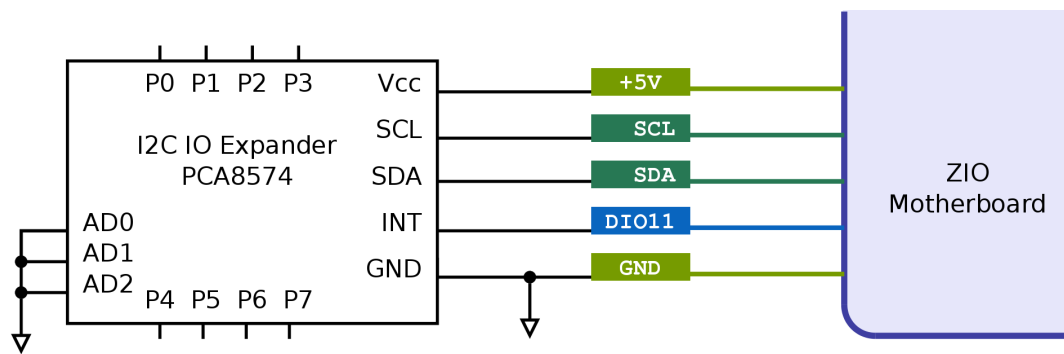 P0 P1 P2 P3
Vcc
+5V
SCL
SCL
I2C IO Expander
PCA8574
SDA
SDA
ZIO
Motherboard
AD0
AD1
AD2
INT
DIO11
GND
GND
P4 P5 P6 P7